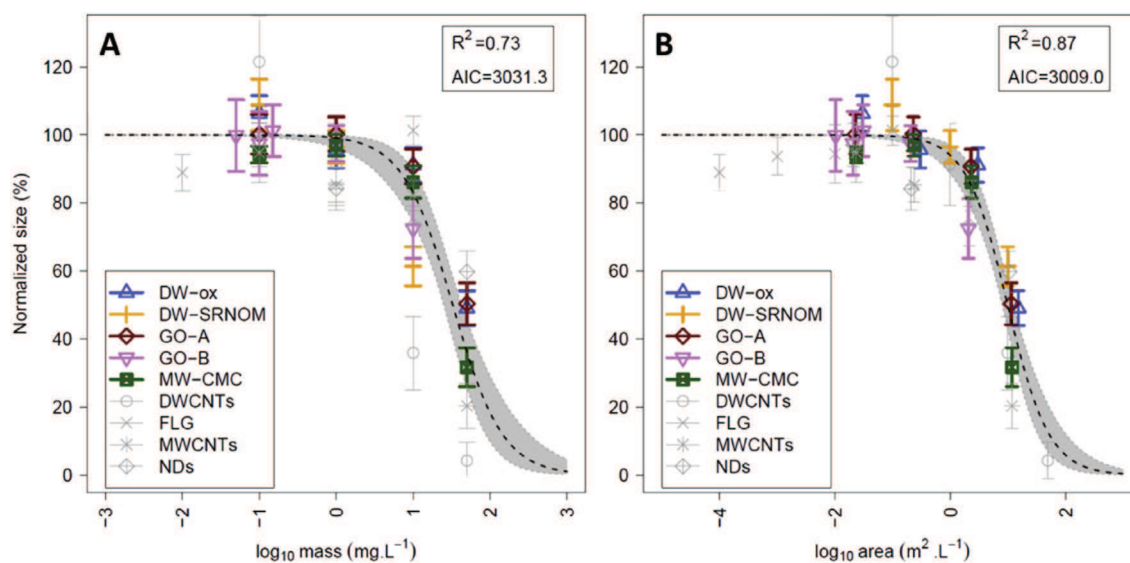 A
R²=0.73
AIC=3031.3
Normalized size (%)
120
100
80
60
40
20
0
DW−ox
DW−SRNOM
GO−A
GO−B
MW−CMC
DWCNTs
FLG
MWCNTs
NDs
−3
−2
−1
0
1
2
3
log₁₀ mass (mg.L⁻¹)
B
R²=0.87
AIC=3009.0
120
100
80
60
40
20
0
DW−ox
DW−SRNOM
GO−A
GO−B
MW−CMC
DWCNTs
FLG
MWCNTs
NDs
−4
−2
0
2
log₁₀ area (m² .L⁻¹)